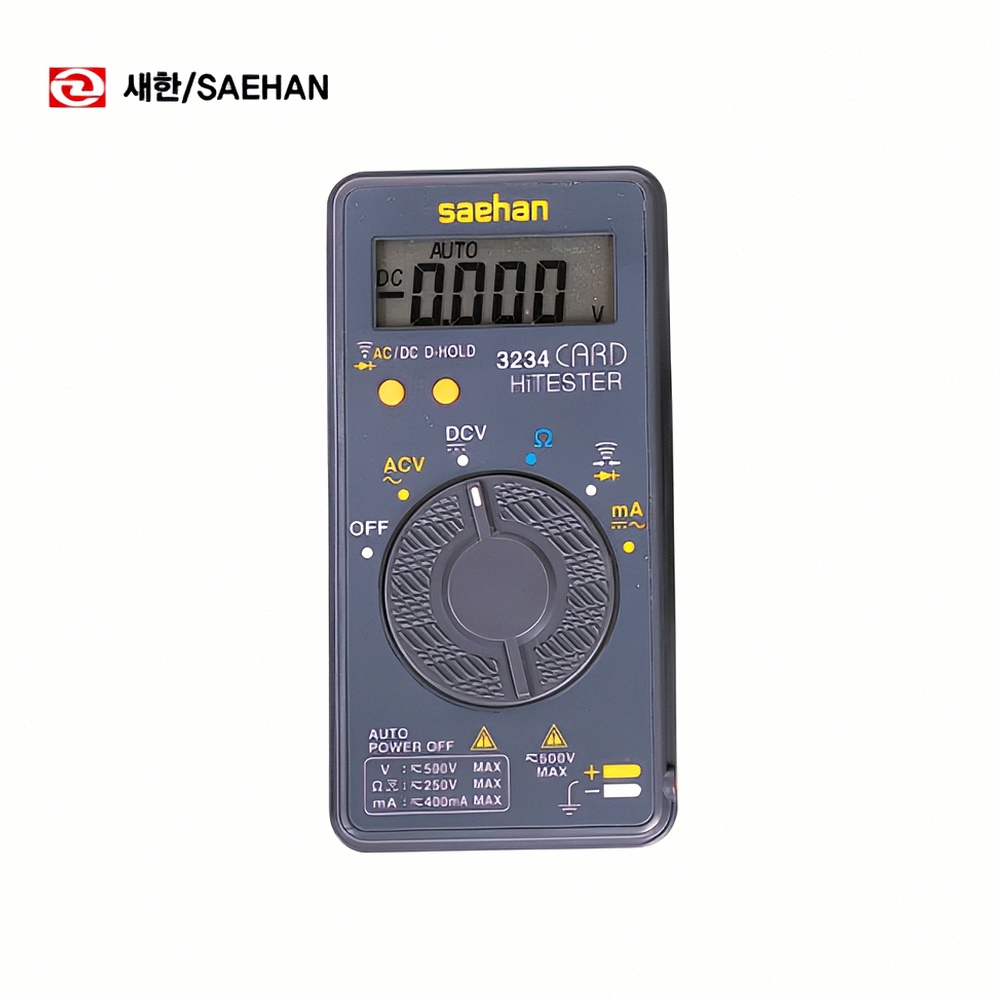 새한/SAEHAN
saehan
AUTO
DC
-0.000 V
AC/DC D·HOLD
3234 CARD
HiTESTER
DCV
Ω
ACV
mA
OFF
AUTO
POWER OFF
V : 500V MAX
Ω : 250V MAX
mA : 400mA MAX
500V
MAX
+
-